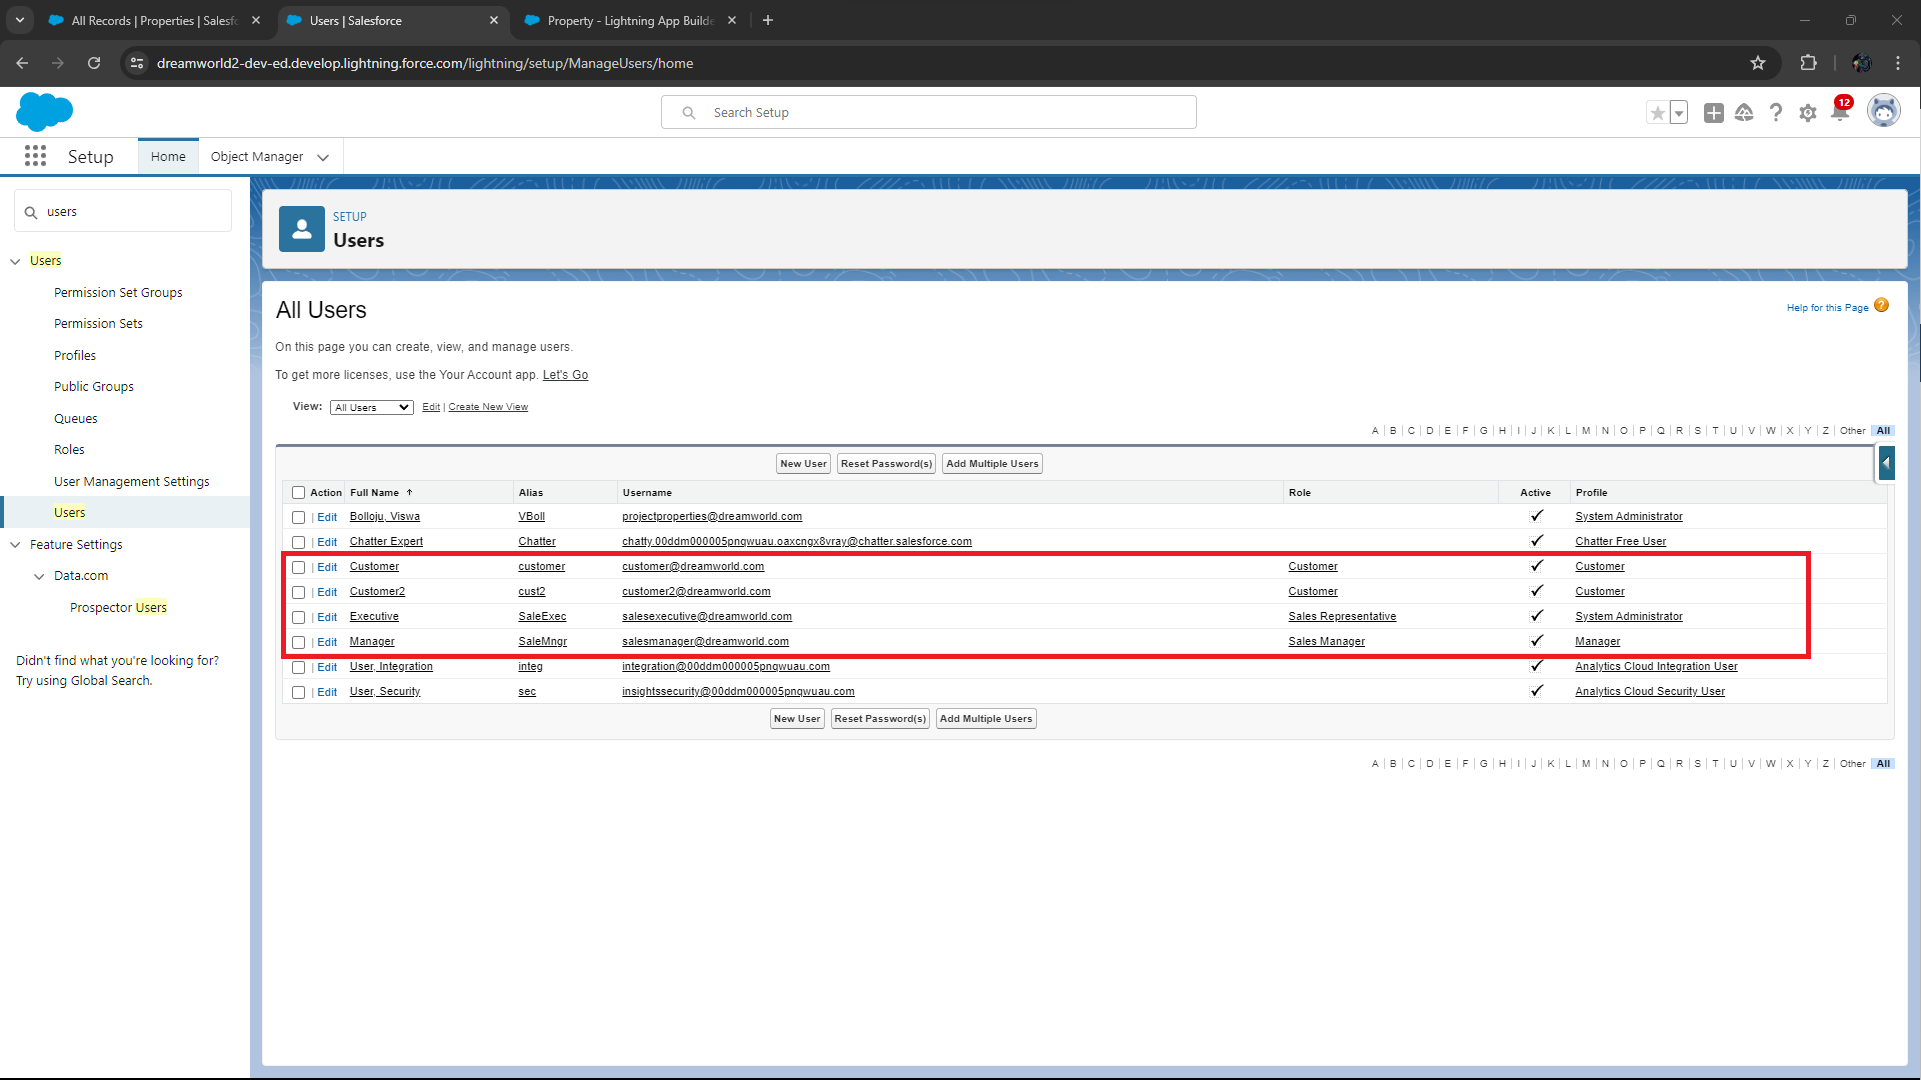 All Records | Properties | Salesfo
Users | Salesforce
Property - Lightning App Builde
dreamworld2-dev-ed.develop.lightning.force.com/lightning/setup/ManageUsers/home
Search Setup
12
Setup
Home
Object Manager
users
Users
Permission Set Groups
Permission Sets
Profiles
Public Groups
Queues
Roles
User Management Settings
Users
Feature Settings
Data.com
Prospector Users
Didn't find what you're looking for?
Try using Global Search.
SETUP
Users
All Users
Help for this Page ?
On this page you can create, view, and manage users.
To get more licenses, use the Your Account app. Let's Go
View: All Users Edit | Create New View
A | B | C | D | E | F | G | H | I | J | K | L | M | N | O | P | Q | R | S | T | U | V | W | X | Y | Z | Other | All
New User Reset Password(s) Add Multiple Users
Action Full Name ↑ Alias Username Role Active Profile
| Edit Bolloju, Viswa VBoll projectproperties@dreamworld.com ✓ System Administrator
| Edit Chatter Expert Chatter chatty.00ddm000005pnqwuau.oaxcngx8vray@chatter.salesforce.com ✓ Chatter Free User
| Edit Customer customer customer@dreamworld.com Customer ✓ Customer
| Edit Customer2 cust2 customer2@dreamworld.com Customer ✓ Customer
| Edit Executive SaleExec salesexecutive@dreamworld.com Sales Representative ✓ System Administrator
| Edit Manager SaleMngr salesmanager@dreamworld.com Sales Manager ✓ Manager
| Edit User, Integration integ integration@00ddm000005pnqwuau.com ✓ Analytics Cloud Integration User
| Edit User, Security sec insightssecurity@00ddm000005pnqwuau.com ✓ Analytics Cloud Security User
New User Reset Password(s) Add Multiple Users
A | B | C | D | E | F | G | H | I | J | K | L | M | N | O | P | Q | R | S | T | U | V | W | X | Y | Z | Other | All